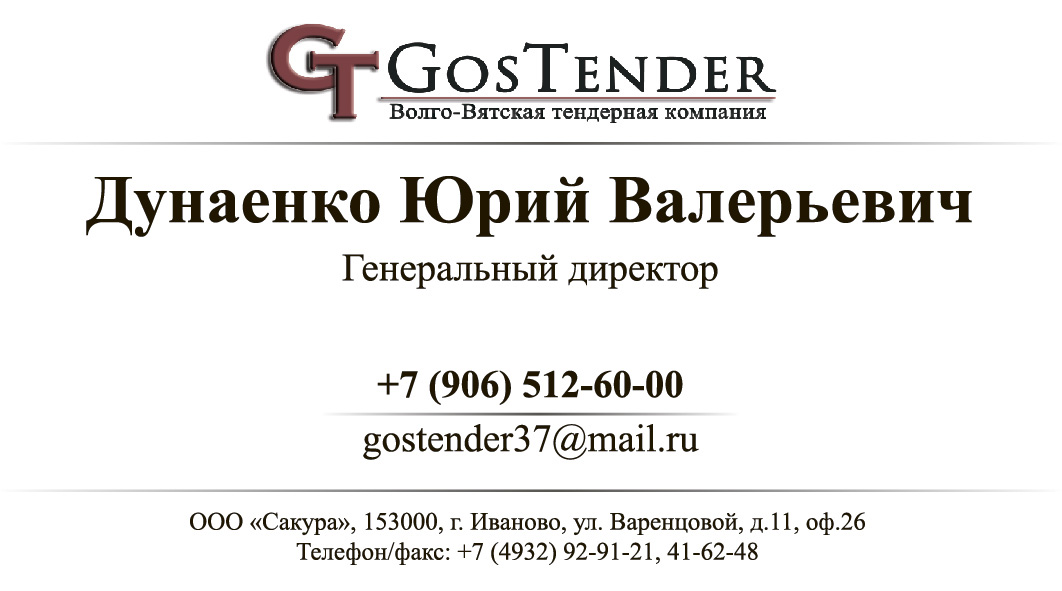 GT GosTender
Волго-Вятская тендерная компания
Дунаенко Юрий Валерьевич
Генеральный директор
+7 (906) 512-60-00
gostender37@mail.ru
ООО «Сакура», 153000, г. Иваново, ул. Варенцовой, д.11, оф.26
Телефон/факс: +7 (4932) 92-91-21, 41-62-48